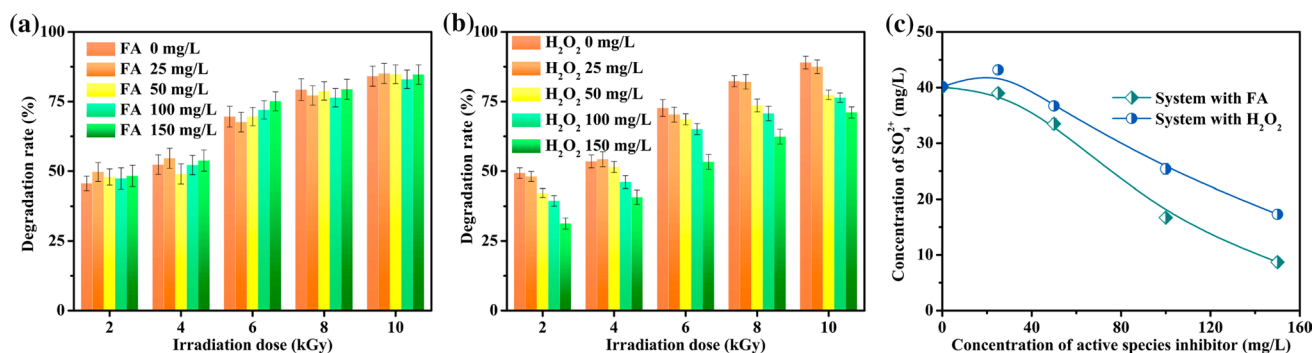 (a)
100
75
50
25
0
Degradation rate (%)
FA 0 mg/L
FA 25 mg/L
FA 50 mg/L
FA 100 mg/L
FA 150 mg/L
2 4 6 8 10
Irradiation dose (kGy)
(b)
100
75
50
25
0
Degradation rate (%)
H₂O₂ 0 mg/L
H₂O₂ 25 mg/L
H₂O₂ 50 mg/L
H₂O₂ 100 mg/L
H₂O₂ 150 mg/L
2 4 6 8 10
Irradiation dose (kGy)
(c)
50
40
30
20
10
0
Concentration of SO₄²⁺ (mg/L)
System with FA
System with H₂O₂
0 40 80 120 160
Concentration of active species inhibitor (mg/L)